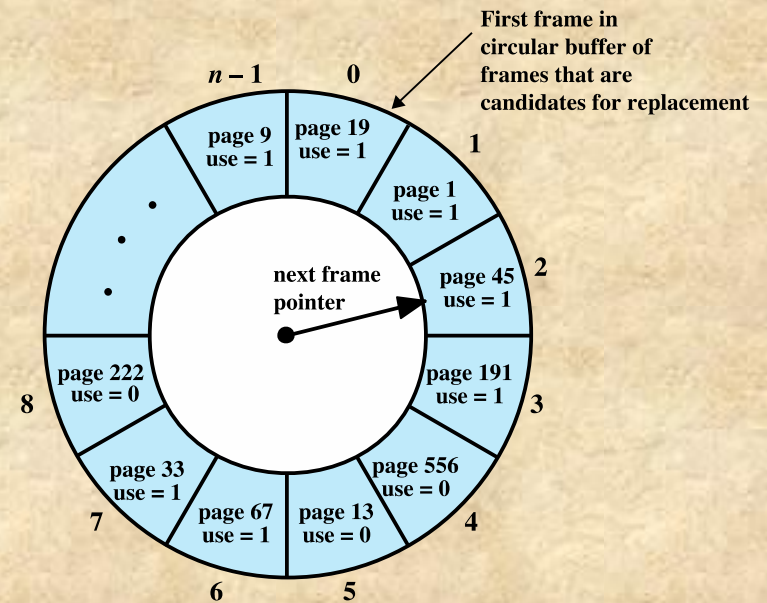 First frame in
circular buffer of
frames that are
candidates for replacement
n – 1
0
page 9
use = 1
page 19
use = 1
1
page 1
use = 1
2
page 45
use = 1
next frame
pointer
page 191
use = 1
3
page 222
use = 0
8
page 556
use = 0
4
page 33
use = 1
7
page 67
use = 1
6
page 13
use = 0
5